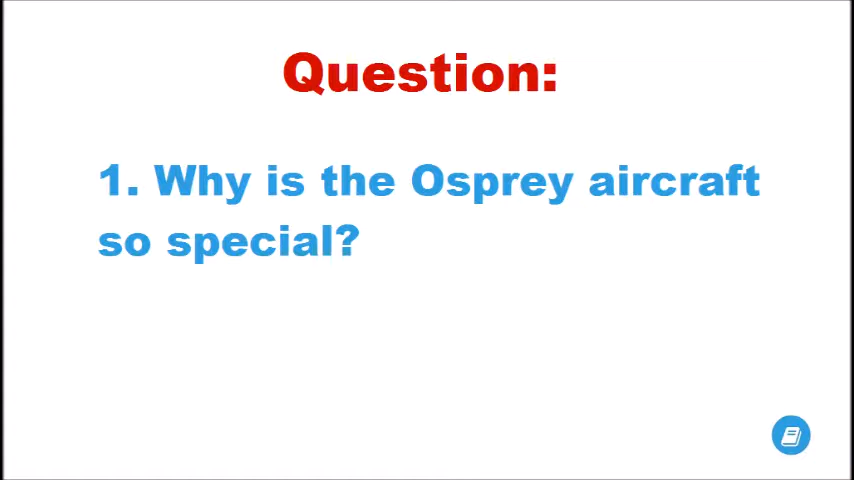 Question:
1. Why is the Osprey aircraft
so special?